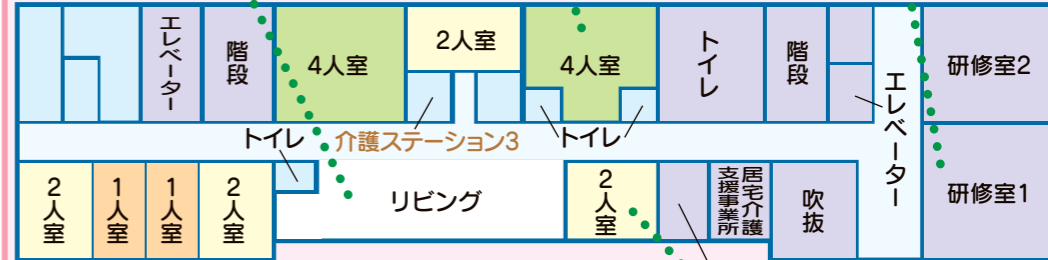 エレベーター
階段
4人室
2人室
4人室
トイレ
階段
エレベーター
研修室2
トイレ
介護ステーション3
トイレ
2人室
1人室
1人室
2人室
リビング
2人室
居宅介護
支援事業所
吹抜
研修室1